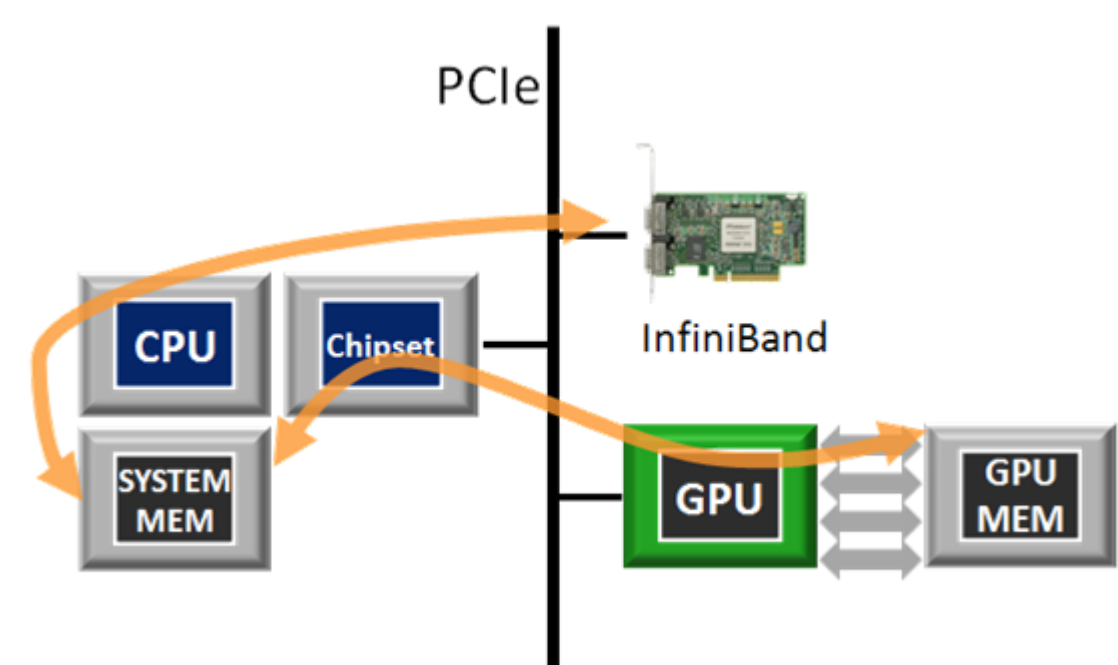 PCIe
InfiniBand
CPU
Chipset
SYSTEM
MEM
GPU
GPU
MEM